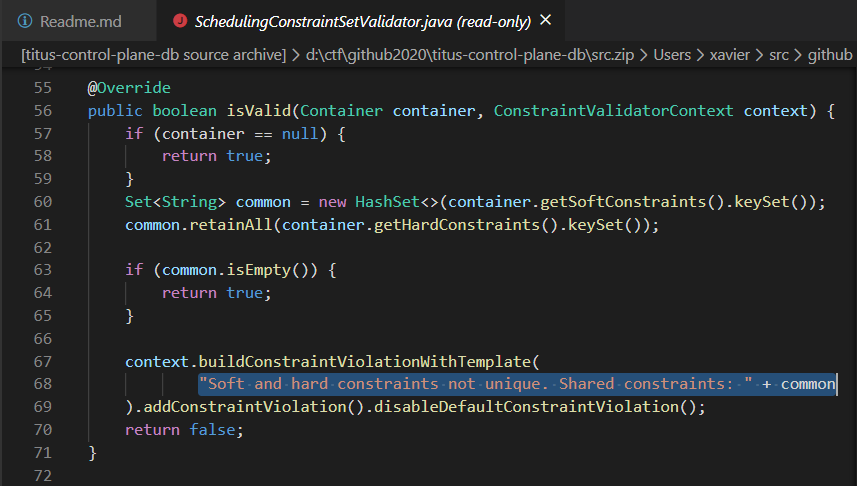 Readme.md SchedulingConstraintSetValidator.java (read-only)
[titus-control-plane-db source archive] > d:\ctf\github2020\titus-control-plane-db\src.zip > Users > xavier > src > github
54
55 @Override
56 public boolean isValid(Container container, ConstraintValidatorContext context) {
57 if (container == null) {
58 return true;
59 }
60 Set<String> common = new HashSet<>(container.getSoftConstraints().keySet());
61 common.retainAll(container.getHardConstraints().keySet());
62
63 if (common.isEmpty()) {
64 return true;
65 }
66
67 context.buildConstraintViolationWithTemplate(
68 "Soft and hard constraints not unique. Shared constraints: " + common
69 ).addConstraintViolation().disableDefaultConstraintViolation();
70 return false;
71 }
72